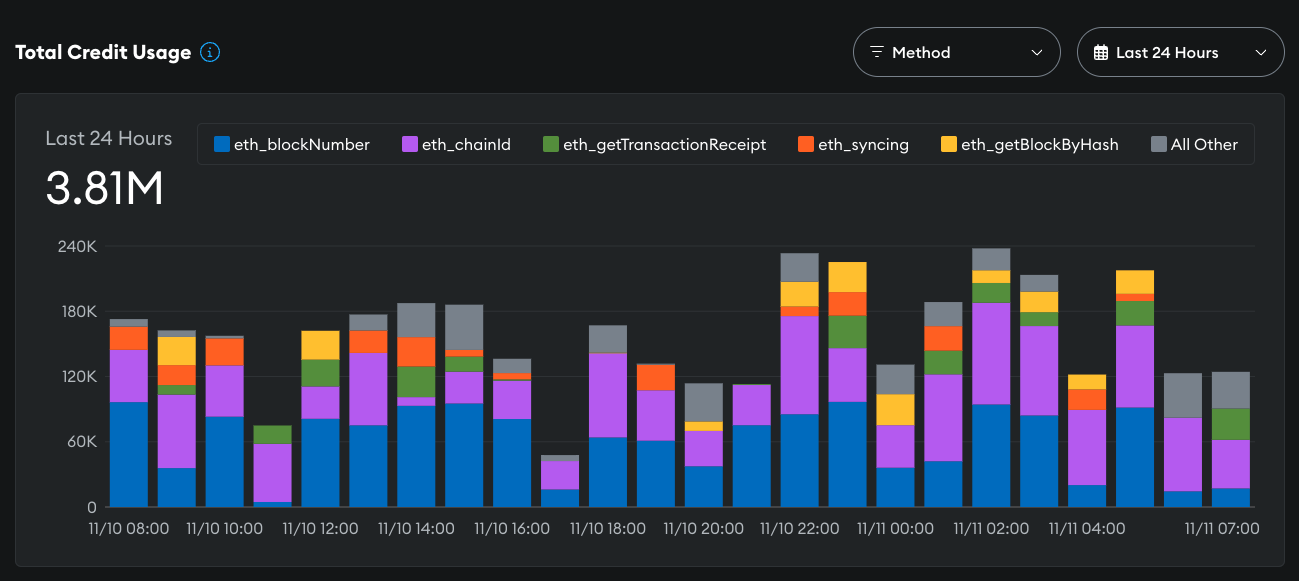 Total Credit Usage
Method
Last 24 Hours
Last 24 Hours
3.81M
eth_blockNumber eth_chainId eth_getTransactionReceipt eth_syncing eth_getBlockByHash All Other
240K
180K
120K
60K
0
11/10 08:00 11/10 10:00 11/10 12:00 11/10 14:00 11/10 16:00 11/10 18:00 11/10 20:00 11/10 22:00 11/11 00:00 11/11 02:00 11/11 04:00 11/11 07:00